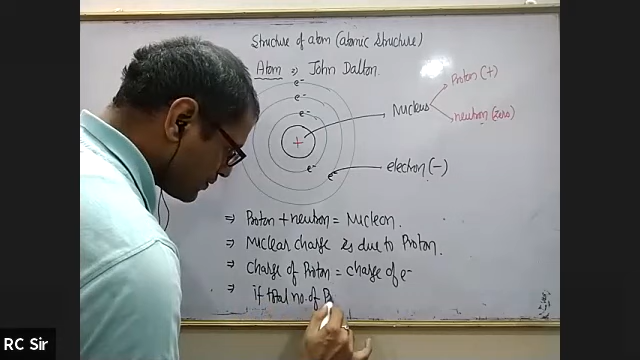 Structure of atom (atomic structure)
Atom ⇒ John Dalton.
Proton (+)
e⁻
e⁻
Nucleus
e⁻
neutron (zero)
+
e⁻
e⁻
electron (−)
⇒ Proton + neutron = Nucleon.
⇒ Nuclear charge is due to Proton.
⇒ charge of Proton = charge of e⁻
⇒ if total no. of P
RC Sir